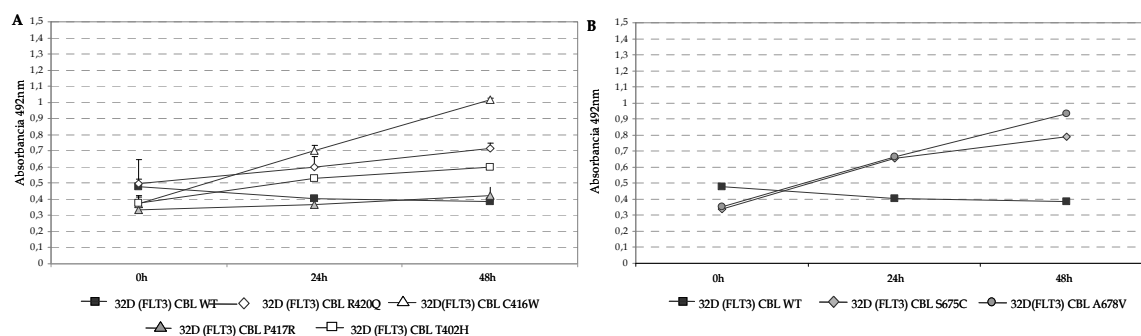 A
Absorbancia 492nm
1,5
1,4
1,3
1,2
1,1
1
0,9
0,8
0,7
0,6
0,5
0,4
0,3
0,2
0,1
0
0h
24h
48h
32D (FLT3) CBL WT
32D (FLT3) CBL R420Q
32D(FLT3) CBL C416W
32D (FLT3) CBL P417R
32D (FLT3) CBL T402H
B
Absorbancia 492nm
1,5
1,4
1,3
1,2
1,1
1
0,9
0,8
0,7
0,6
0,5
0,4
0,3
0,2
0,1
0
0h
24h
48h
32D (FLT3) CBL WT
32D (FLT3) CBL S675C
32D(FLT3) CBL A678V